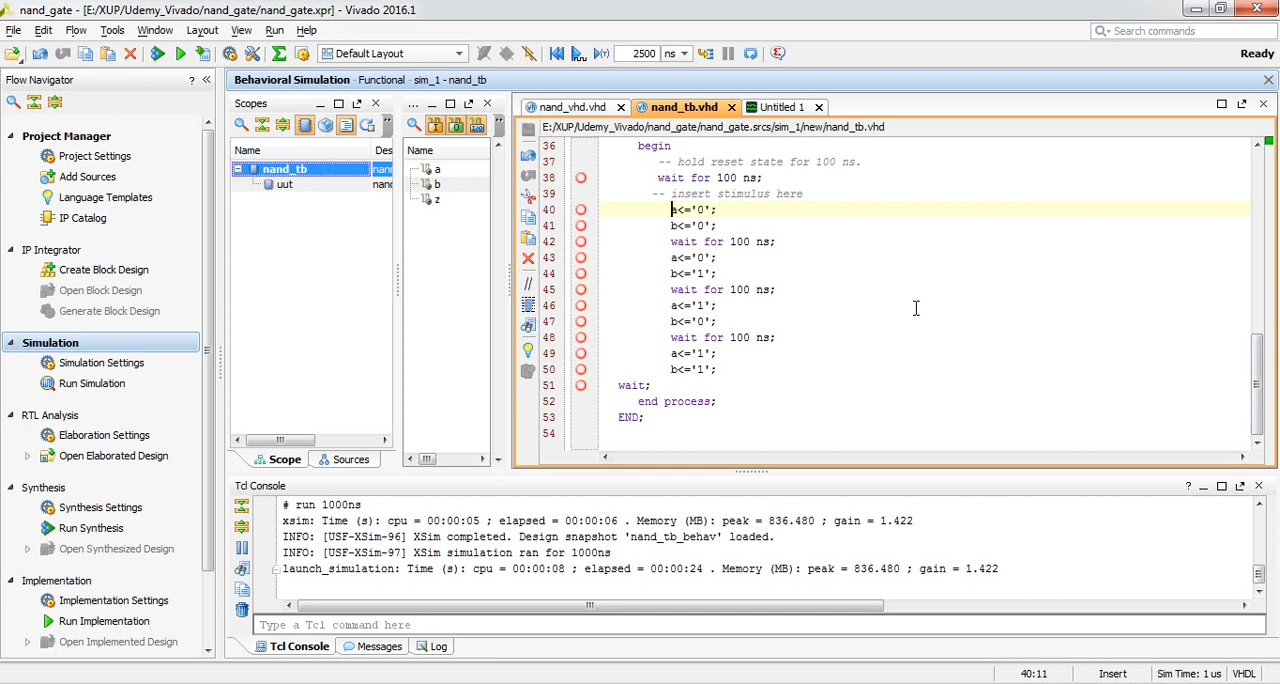 nand_gate - [E:/XUP/Udemy_Vivado/nand_gate/nand_gate.xpr] - Vivado 2016.1
File Edit Flow Tools Window Layout View Run Help
Search commands
Default Layout
2500 ns
Ready
Flow Navigator
Project Manager
Project Settings
Add Sources
Language Templates
IP Catalog
IP Integrator
Create Block Design
Open Block Design
Generate Block Design
Simulation
Simulation Settings
Run Simulation
RTL Analysis
Elaboration Settings
Open Elaborated Design
Synthesis
Synthesis Settings
Run Synthesis
Open Synthesized Design
Implementation
Implementation Settings
Run Implementation
Open Implemented Design
Behavioral Simulation - Functional - sim_1 - nand_tb
Scopes
Name Des
nand_tb nand
uut nand
Scope Sources
...
Name
a
b
z
nand_vhd.vhd nand_tb.vhd Untitled 1
E:/XUP/Udemy_Vivado/nand_gate/nand_gate.srcs/sim_1/new/nand_tb.vhd
36 begin
37 -- hold reset state for 100 ns.
38 wait for 100 ns;
39 -- insert stimulus here
40 a<='0';
41 b<='0';
42 wait for 100 ns;
43 a<='0';
44 b<='1';
45 wait for 100 ns;
46 a<='1';
47 b<='0';
48 wait for 100 ns;
49 a<='1';
50 b<='1';
51 wait;
52 end process;
53 END;
54
Tcl Console
# run 1000ns
xsim: Time (s): cpu = 00:00:05 ; elapsed = 00:00:06 . Memory (MB): peak = 836.480 ; gain = 1.422
INFO: [USF-XSim-96] XSim completed. Design snapshot 'nand_tb_behav' loaded.
INFO: [USF-XSim-97] XSim simulation ran for 1000ns
launch_simulation: Time (s): cpu = 00:00:08 ; elapsed = 00:00:24 . Memory (MB): peak = 836.480 ; gain = 1.422
Type a Tcl command here
Tcl Console Messages Log
40:11 Insert Sim Time: 1 us VHDL